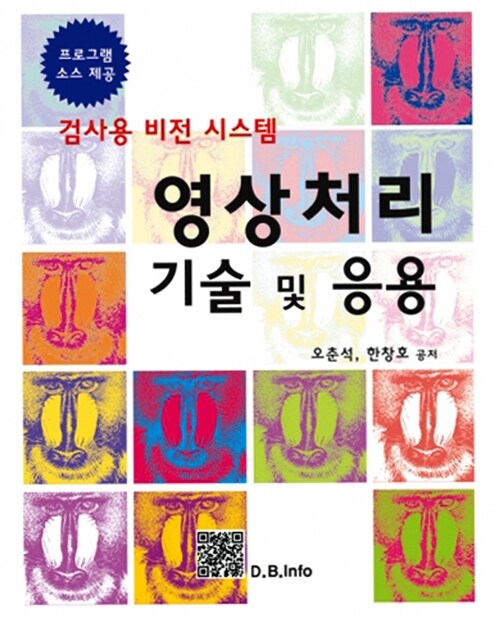 프로그램
소스 제공
검사용 비전 시스템
영상처리
기술 및 응용
오춘석, 한창호 공저
D.B.Info